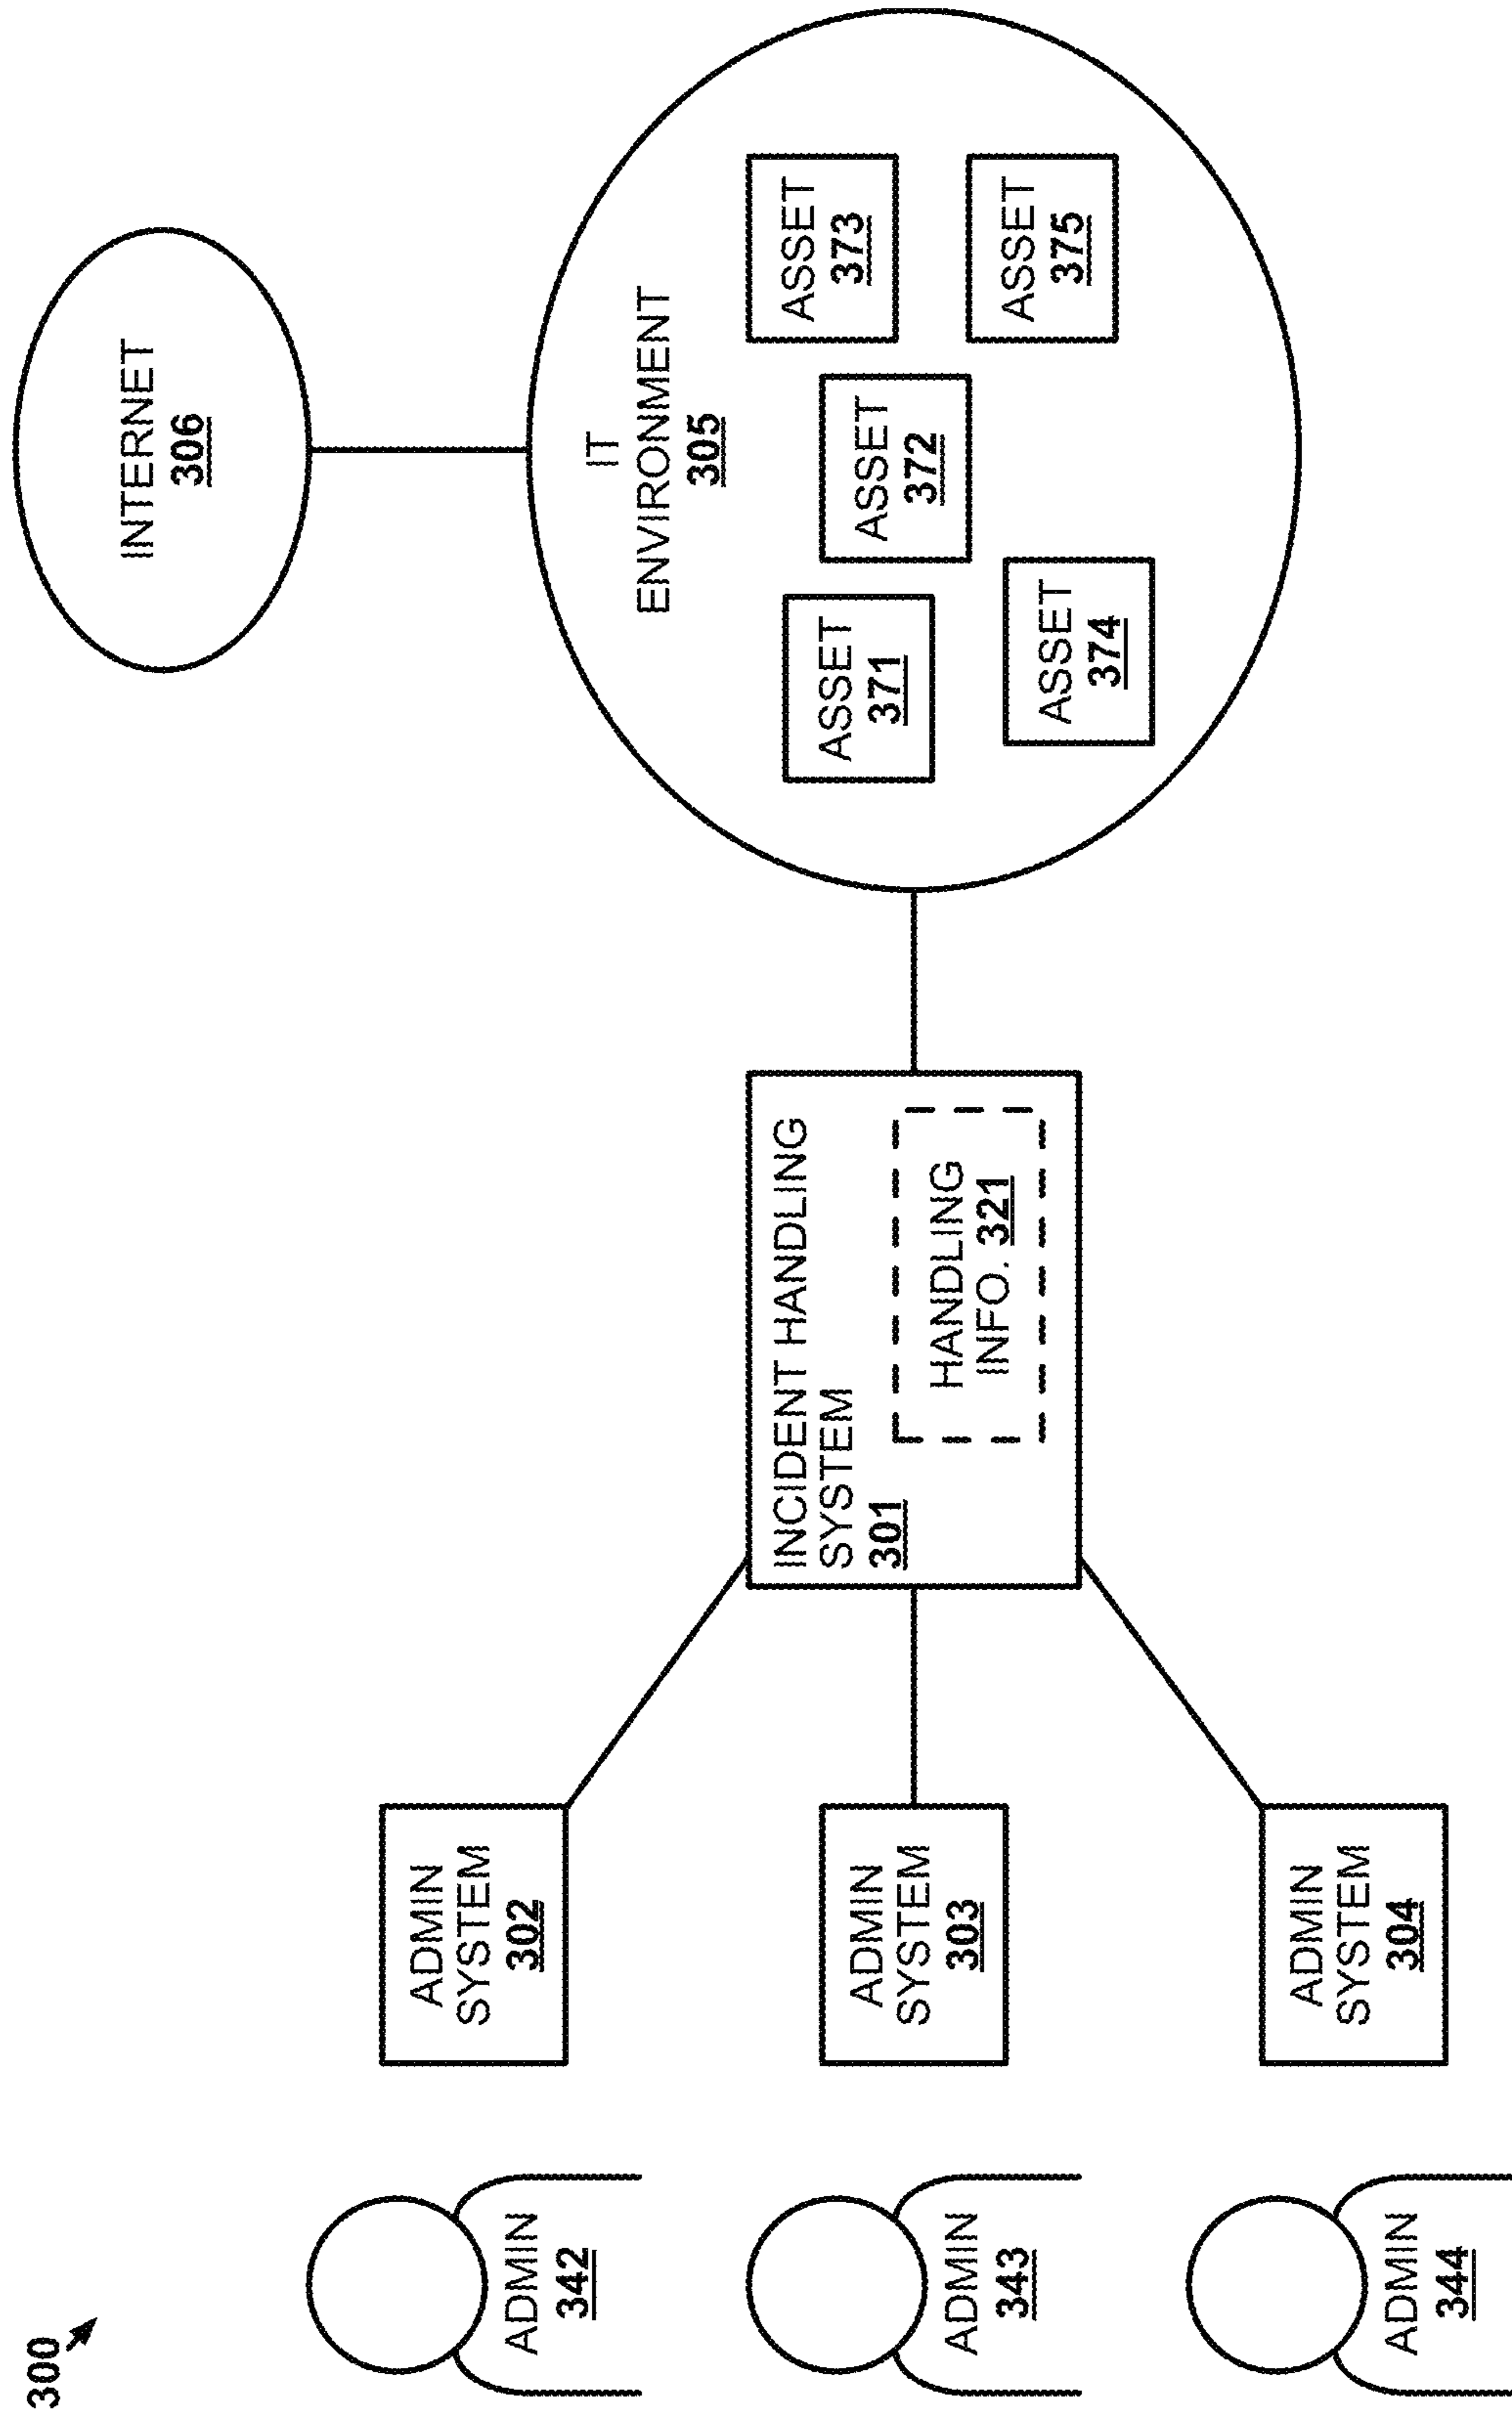 300
INTERNET
306
IT
ENVIRONMENT
305
ASSET
371
ASSET
372
ASSET
373
ASSET
374
ASSET
375
INCIDENT HANDLING
SYSTEM
301
HANDLING
INFO. 321
ADMIN
SYSTEM
302
ADMIN
SYSTEM
303
ADMIN
SYSTEM
304
ADMIN
342
ADMIN
343
ADMIN
344